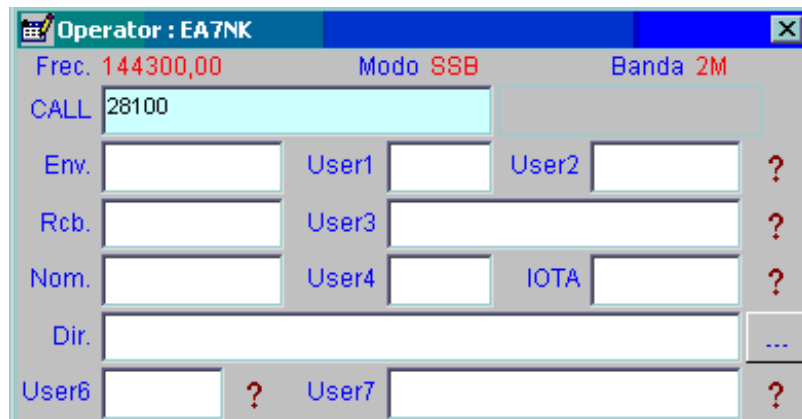 Operator : EA7NK
Frec. 144300,00 Modo SSB Banda 2M
CALL 28100
Env. User1 User2 ?
Rcb. User3 ?
Nom. User4 IOTA ?
Dir. ...
User6 ? User7 ?